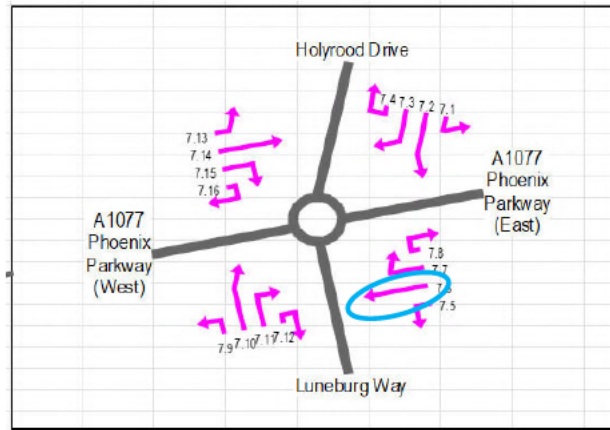 Holyrood Drive
7.4 7.3 7.2 7.1
7.13
7.14
7.15
7.16
A1077
Phoenix
Parkway
(East)
A1077
Phoenix
Parkway
(West)
7.8
7.7
7.5
7.9 7.10 7.11 7.12
Luneburg Way